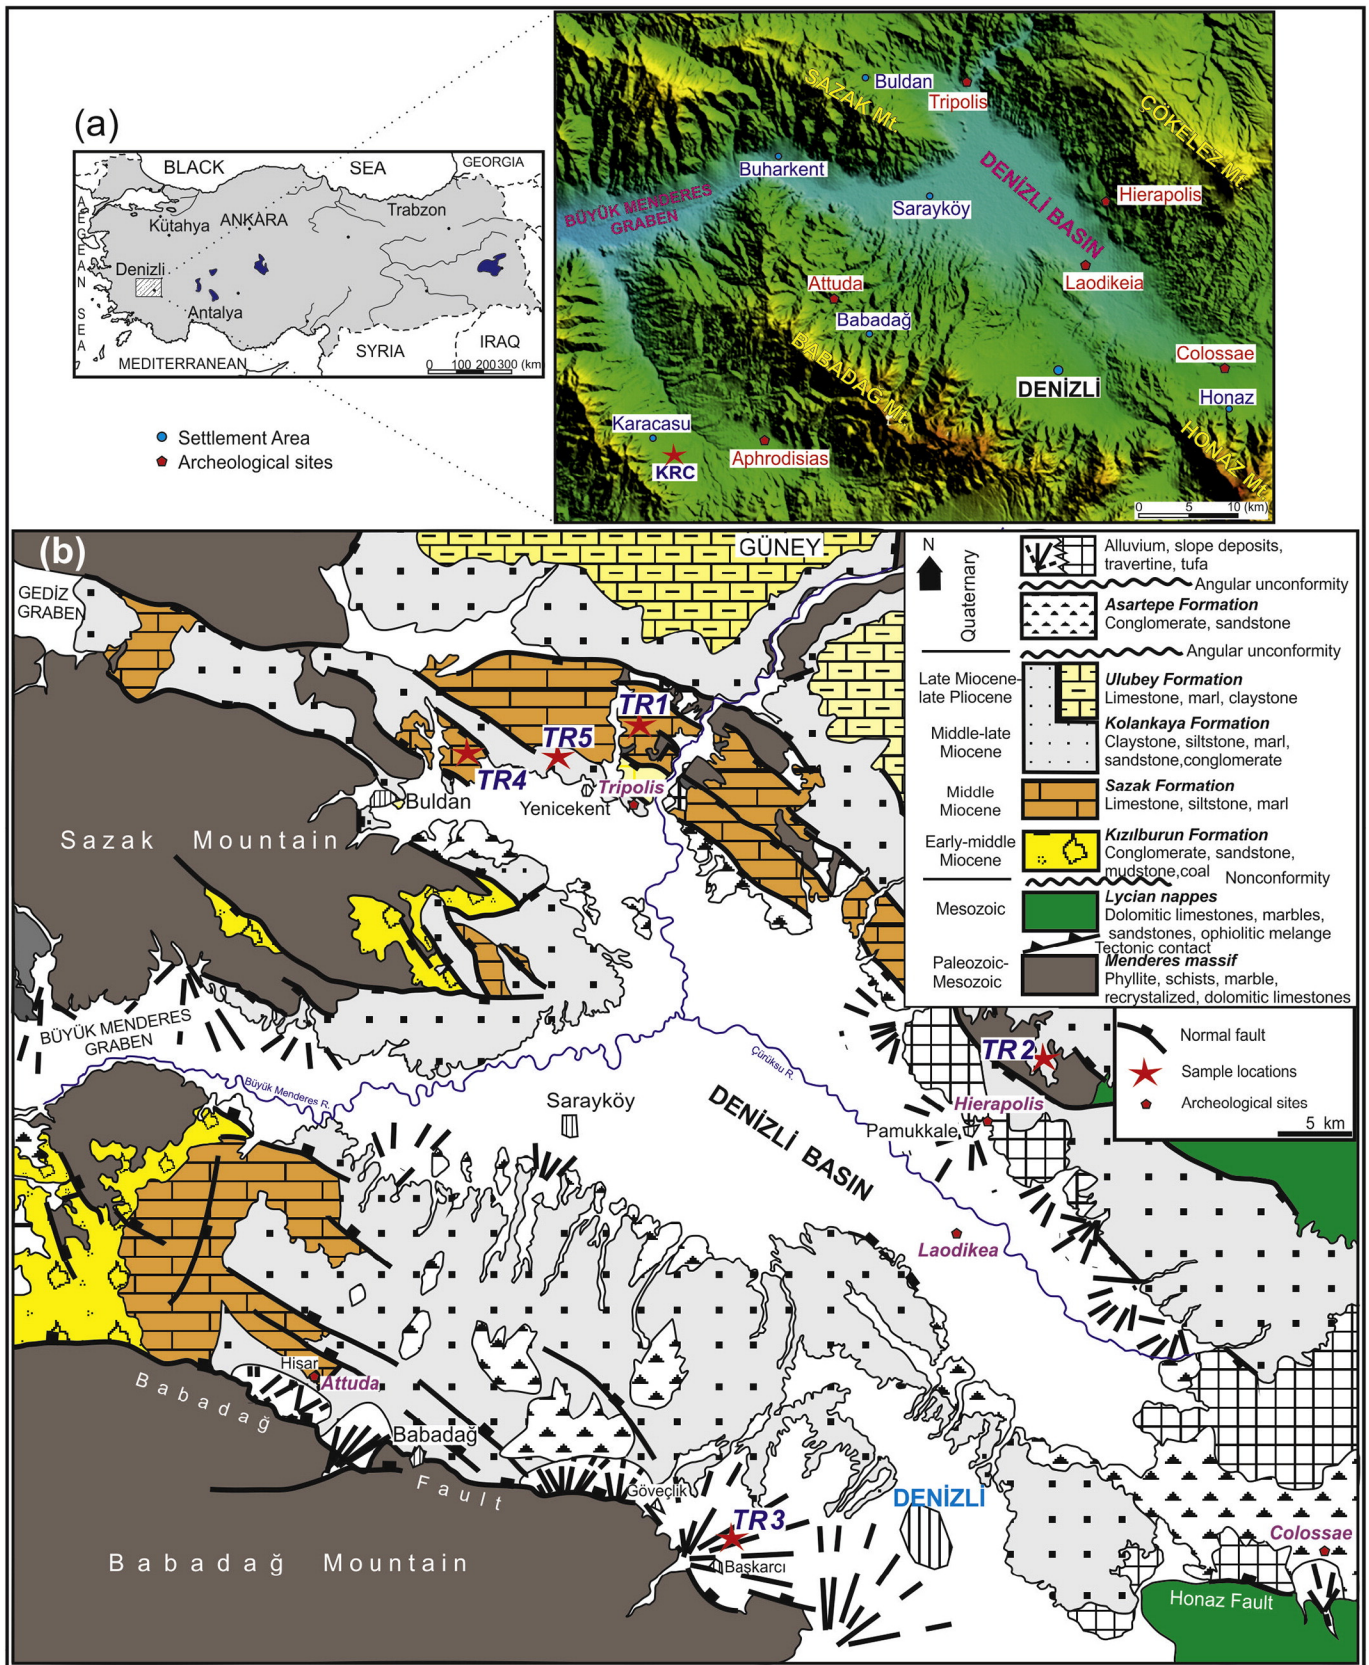 (a)
BLACK
SEA
GEORGIA
AEGEAN SEA
Kütahya
ANKARA
Trabzon
Denizli
Antalya
MEDITERRANEAN
SYRIA
IRAQ
0 100 200 300 (km)
Settlement Area
Archeological sites
SAZAK Mt.
Buldan
Tripolis
ÇÖKELEZ Mt.
Buharkent
DENİZLİ BASIN
Hierapolis
BÜYÜK MENDERES
GRABEN
Sarayköy
Attuda
Laodikeia
Babadağ
BABADAG Mt.
Colossae
DENİZLİ
Honaz
Karacasu
KRC
Aphrodisias
HONAZ Mt.
0 5 10 (km)
(b)
GÜNEY
GEDİZ
GRABEN
TR1
TR5
TR4
Tripolis
Buldan
Yenicekent
Sazak Mountain
BÜYÜK MENDERES
GRABEN
Büyük Menderes R.
Çürüksu R.
Sarayköy
DENİZLİ BASIN
TR2
Hierapolis
Pamukkale
Laodikea
Hisar
Attuda
Babadağ
Babadağ
Fault
Göveçlik
TR3
Başkarcı
DENİZLİ
Babadağ Mountain
Colossae
Honaz Fault
N
Quaternary
Alluvium, slope deposits,
travertine, tufa
Angular unconformity
Asartepe Formation
Conglomerate, sandstone
Angular unconformity
Late Miocene-
late Pliocene
Ulubey Formation
Limestone, marl, claystone
Middle-late
Miocene
Kolankaya Formation
Claystone, siltstone, marl,
sandstone,conglomerate
Middle
Miocene
Sazak Formation
Limestone, siltstone, marl
Early-middle
Miocene
Kızılburun Formation
Conglomerate, sandstone,
mudstone,coal
Nonconformity
Mesozoic
Lycian nappes
Dolomitic limestones, marbles,
sandstones, ophiolitic melange
Tectonic contact
Paleozoic-
Mesozoic
Menderes massif
Phyllite, schists, marble,
recrystalized, dolomitic limestones
Normal fault
Sample locations
Archeological sites
5 km